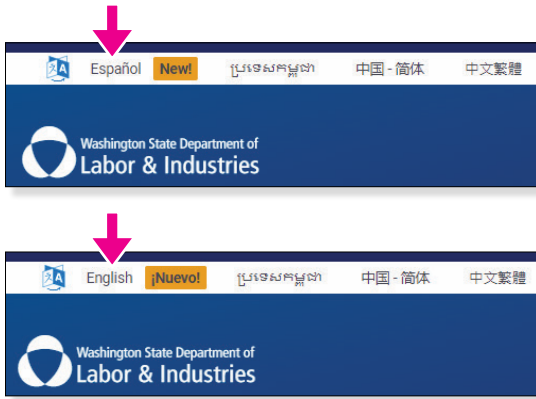 Español New! ប្រទេសកម្ពុជា 中国 - 简体 中文繁體
Washington State Department of
Labor & Industries
English ¡Nuevo! ប្រទេសកម្ពុជា 中国 - 简体 中文繁體
Washington State Department of
Labor & Industries